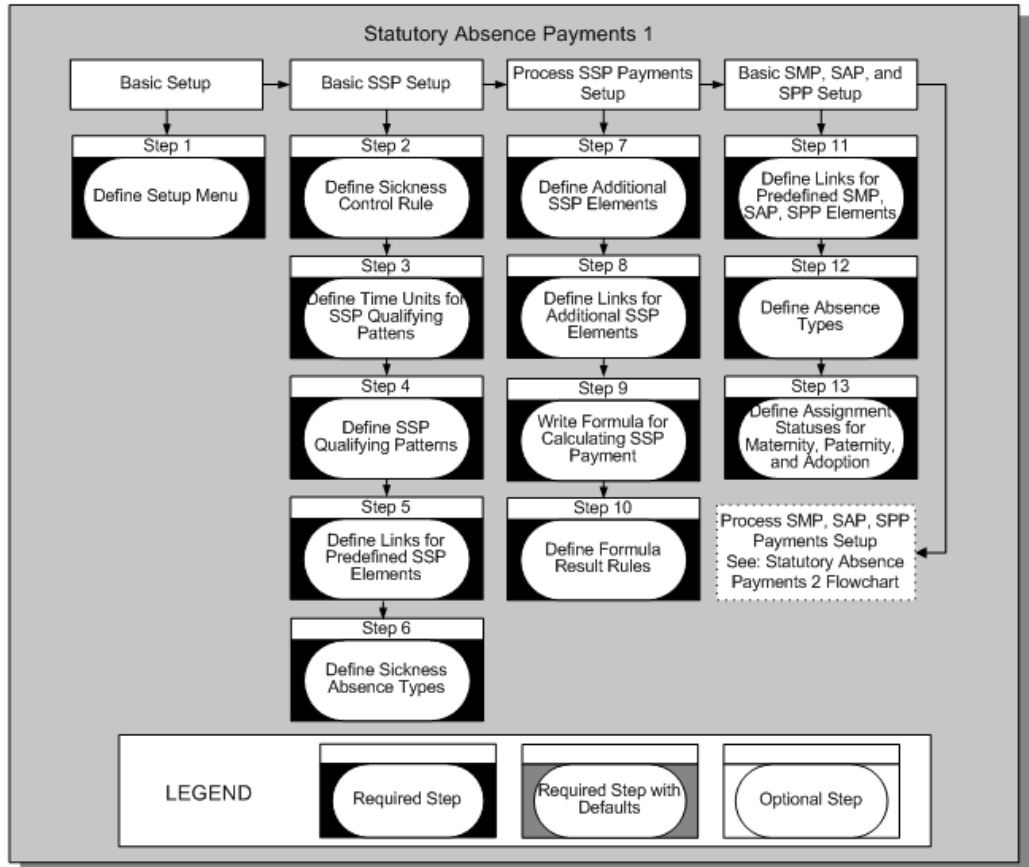 Statutory Absence Payments 1
Basic Setup
Step 1
Define Setup Menu
Basic SSP Setup
Step 2
Define Sickness
Control Rule
Step 3
Define Time Units for
SSP Qualifying
Pattens
Step 4
Define SSP
Qualifying Patterns
Step 5
Define Links for
Predefined SSP
Elements
Step 6
Define Sickness
Absence Types
Process SSP Payments
Setup
Step 7
Define Additional
SSP Elements
Step 8
Define Links for
Additional SSP
Elements
Step 9
Write Formula for
Calculating SSP
Payment
Step 10
Define Formula
Result Rules
Basic SMP, SAP, and
SPP Setup
Step 11
Define Links for
Predefined SMP,
SAP, SPP Elements
Step 12
Define Absence
Types
Step 13
Define Assignment
Statuses for
Maternity, Paternity,
and Adoption
Process SMP, SAP, SPP
Payments Setup
See: Statutory Absence
Payments 2 Flowchart
LEGEND
Required Step
Required Step with
Defaults
Optional Step